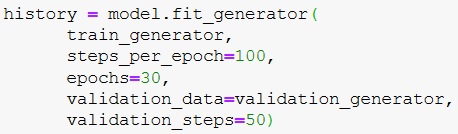 history = model.fit_generator(
train_generator,
steps_per_epoch=100,
epochs=30,
validation_data=validation_generator,
validation_steps=50)